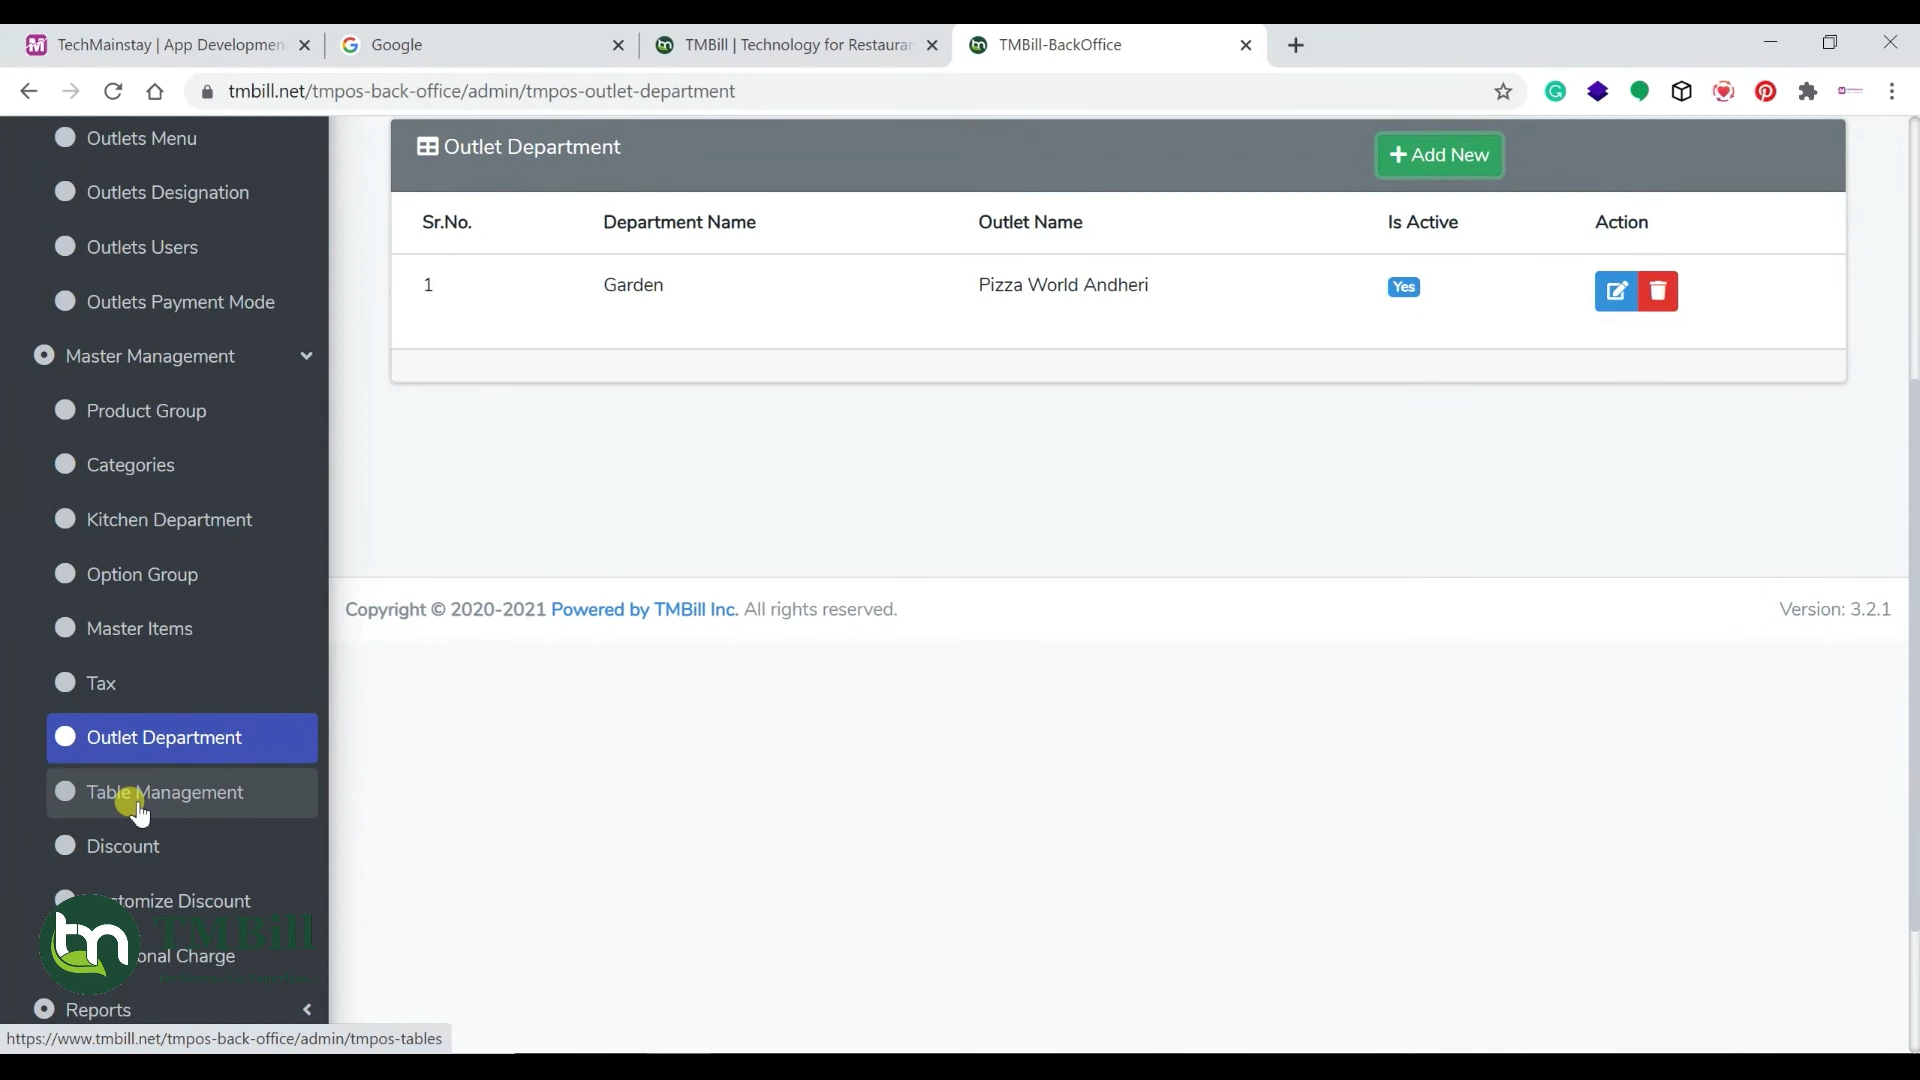 TechMainstay | App Developmen
Google
TMBill | Technology for Restauran
TMBill-BackOffice
tmbill.net/tmpos-back-office/admin/tmpos-outlet-department
Outlets Menu
Outlets Designation
Outlets Users
Outlets Payment Mode
Master Management
Product Group
Categories
Kitchen Department
Option Group
Master Items
Tax
Outlet Department
Table Management
Discount
tomize Discount
onal Charge
Reports
TMBill
tm
https://www.tmbill.net/tmpos-back-office/admin/tmpos-tables
Outlet Department
+ Add New
Sr.No. Department Name Outlet Name Is Active Action
1 Garden Pizza World Andheri Yes
Copyright © 2020-2021 Powered by TMBill Inc. All rights reserved.
Version: 3.2.1